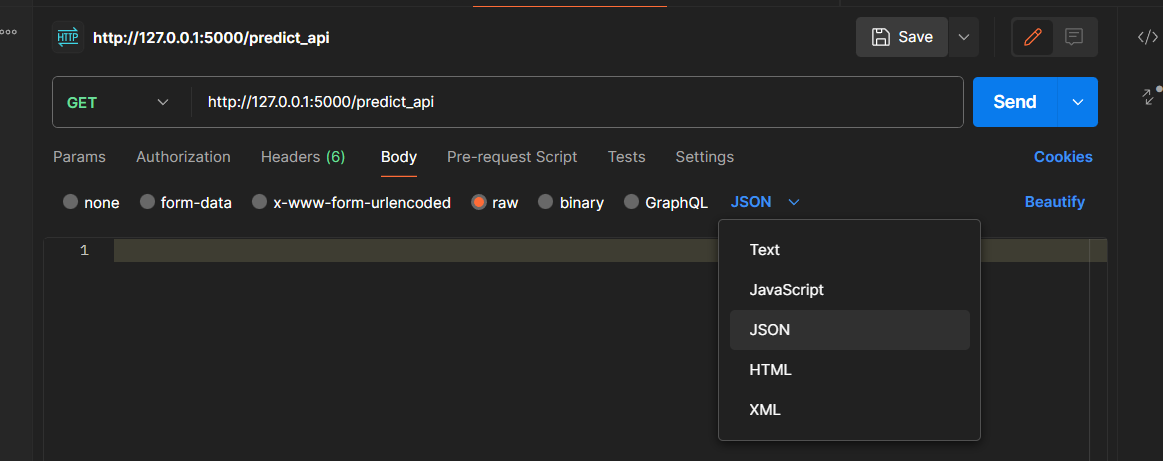 HTTP http://127.0.0.1:5000/predict_api Save
GET http://127.0.0.1:5000/predict_api Send
Params Authorization Headers (6) Body Pre-request Script Tests Settings Cookies
none form-data x-www-form-urlencoded raw binary GraphQL JSON Beautify
1
Text
JavaScript
JSON
HTML
XML